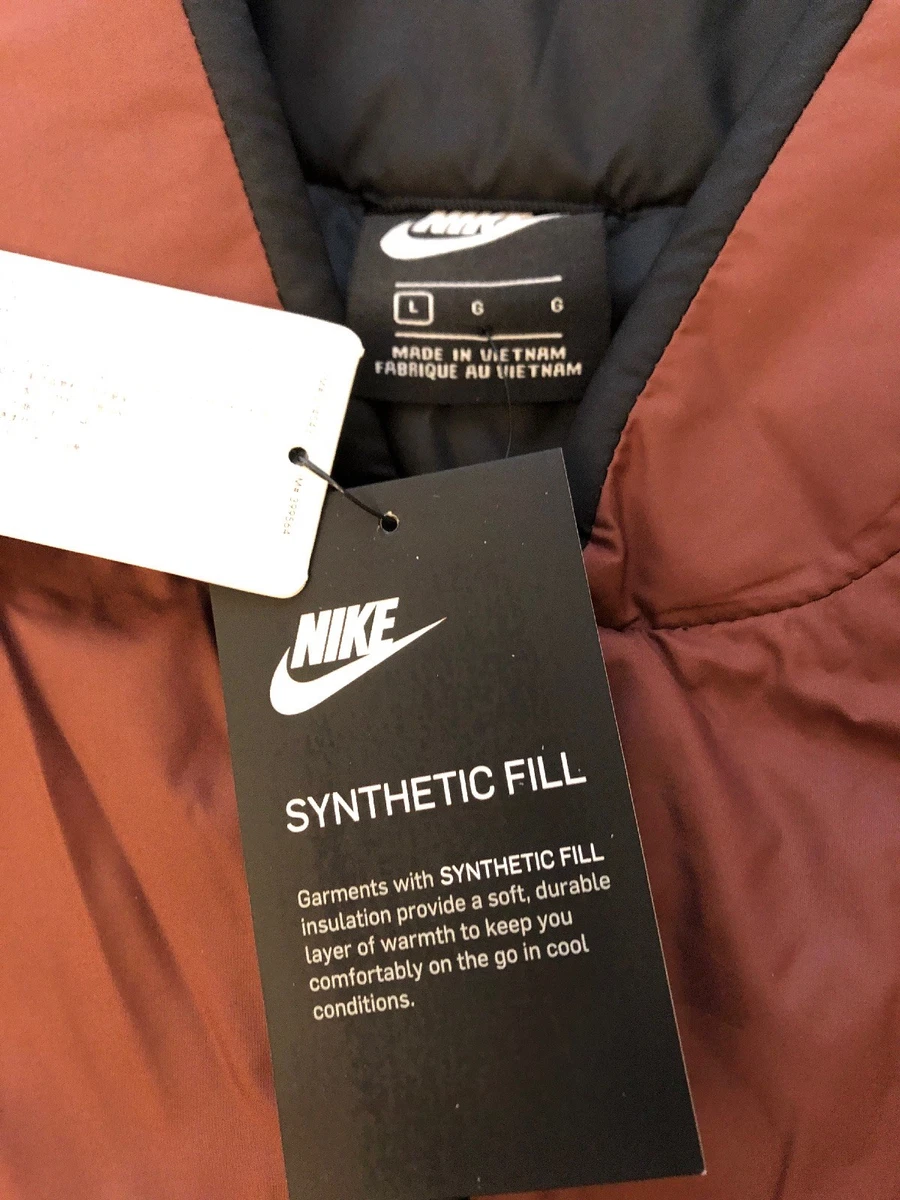 NIKE
L G G
MADE IN VIETNAM
FABRIQUE AU VIETNAM
NIKE
SYNTHETIC FILL
Garments with SYNTHETIC FILL
insulation provide a soft, durable
layer of warmth to keep you
comfortably on the go in cool
conditions.